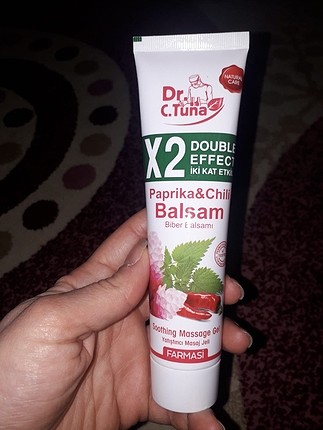 NATURAL
CARE
Dr.
C.Tuna
X2 DOUBLE
EFFECT
İKİ KAT ETKİ
Paprika&Chili
Balsam
Biber Balsamı
Soothing Massage Gel
Yatıştırıcı Masaj Jeli
FARMASİ